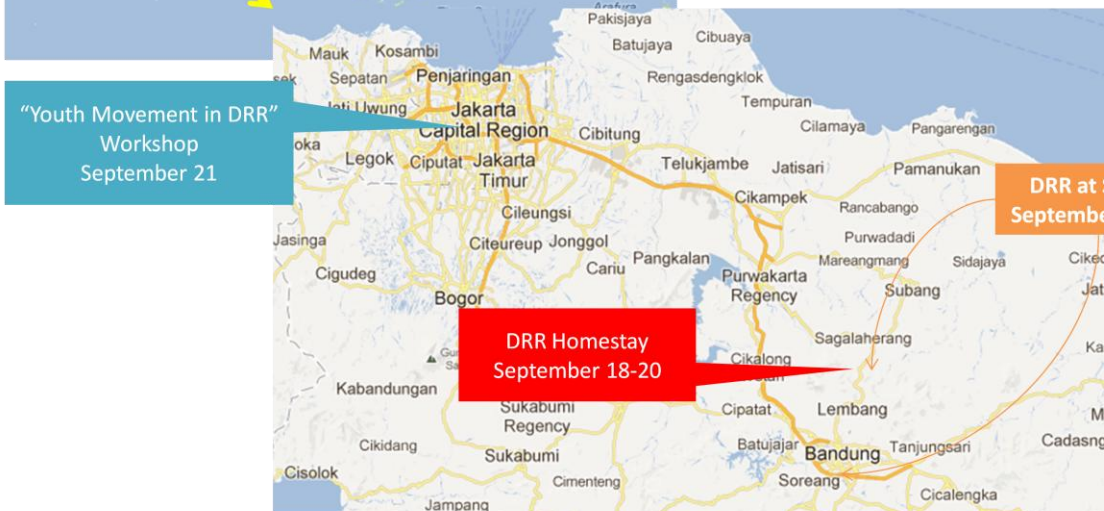 Arafura
Pakisjaya
Cibuaya
Batujaya
Mauk
Kosambi
Sepatan
Penjaringan
Rengasdengklok
"Youth Movement in DRR"
Workshop
September 21
Jati Uwung
Jakarta
Capital Region
Cibitung
Tempuran
Cilamaya
Pangarengan
Legok
Ciputat
Jakarta
Timur
Telukjambe
Jatisari
Pamanukan
Cikampek
DRR at
Rancabango
Cileungsi
Jasinga
Citeureup
Jonggol
Purwadadi
Cigudeg
Cariu
Pangkalan
Mareangmang
Sidajaya
Purwakarta
Regency
Subang
Bogor
DRR Homestay
September 18-20
Sagalaherang
Cikalong
Kabandungan
Sukabumi
Regency
Cipatat
Lembang
Cikidang
Sukabumi
Batujajar
Bandung
Tanjungsari
Cisolok
Cimenteng
Soreang
Cicalengka
Jampang